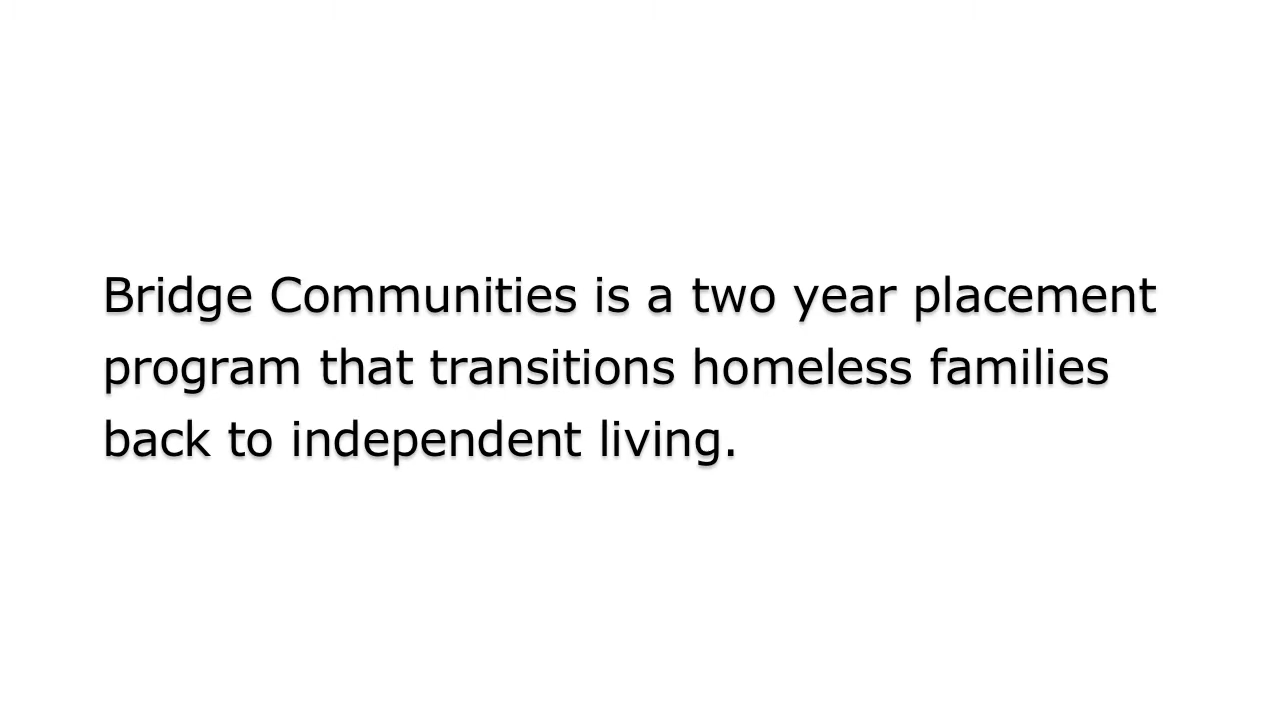 Bridge Communities is a two year placement
program that transitions homeless families
back to independent living.